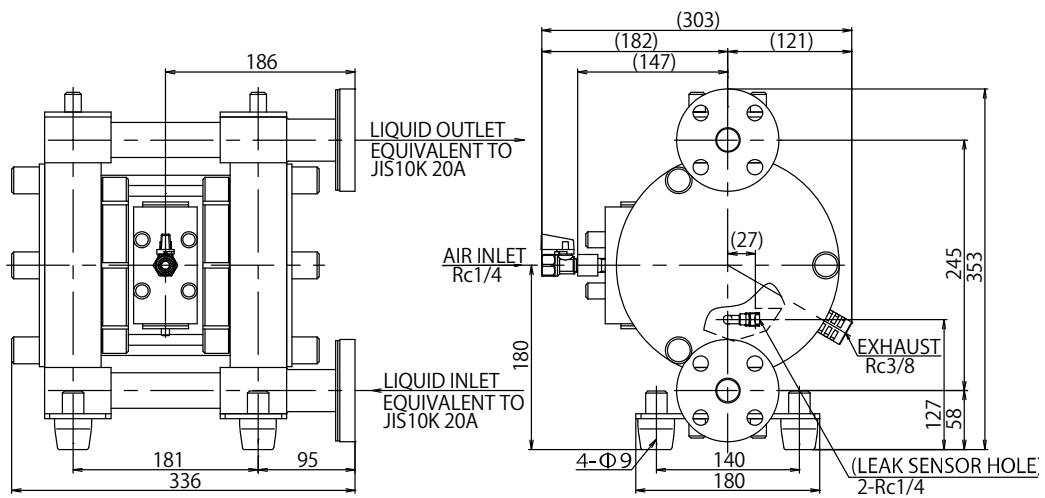 (303)
(182)
(121)
(147)
186
LIQUID OUTLET
EQUIVALENT TO
JIS10K 20A
(27)
AIR INLET
Rc1/4
245
353
180
EXHAUST
Rc3/8
LIQUID INLET
EQUIVALENT TO
JIS10K 20A
127
58
4-Φ9
181
95
140
336
180
(LEAK SENSOR HOLE)
2-Rc1/4